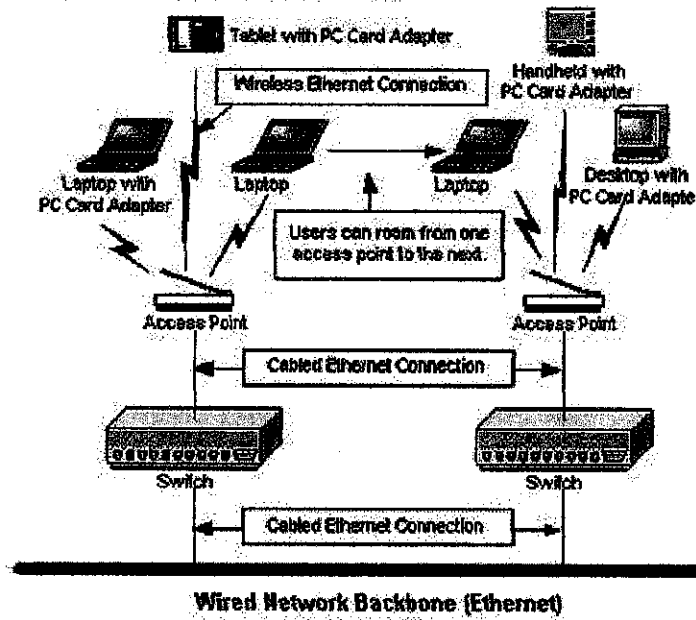 Tablet with PC Card Adapter
Handheld with
PC Card Adapter
Wireless Ethernet Connection
Laptop with
PC Card Adapter
Laptop
Laptop
Desktop with
PC Card Adapte
Users can roam from one
access point to the next.
Access Point
Access Point
Cabled Ethernet Connection
Switch
Switch
Cabled Ethernet Connection
Wired Network Backbone (Ethernet)